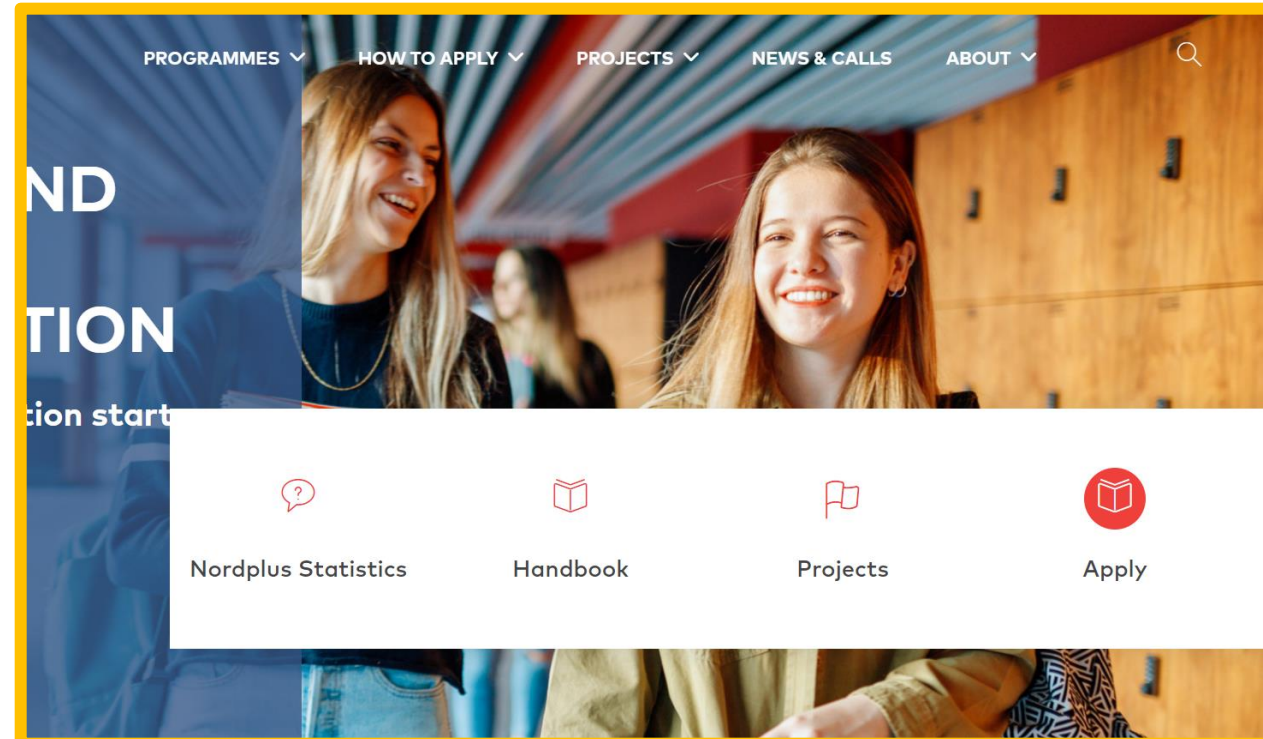 PROGRAMMES HOW TO APPLY PROJECTS NEWS & CALLS ABOUT
ND
TION
tion start
?
Nordplus Statistics Handbook Projects Apply